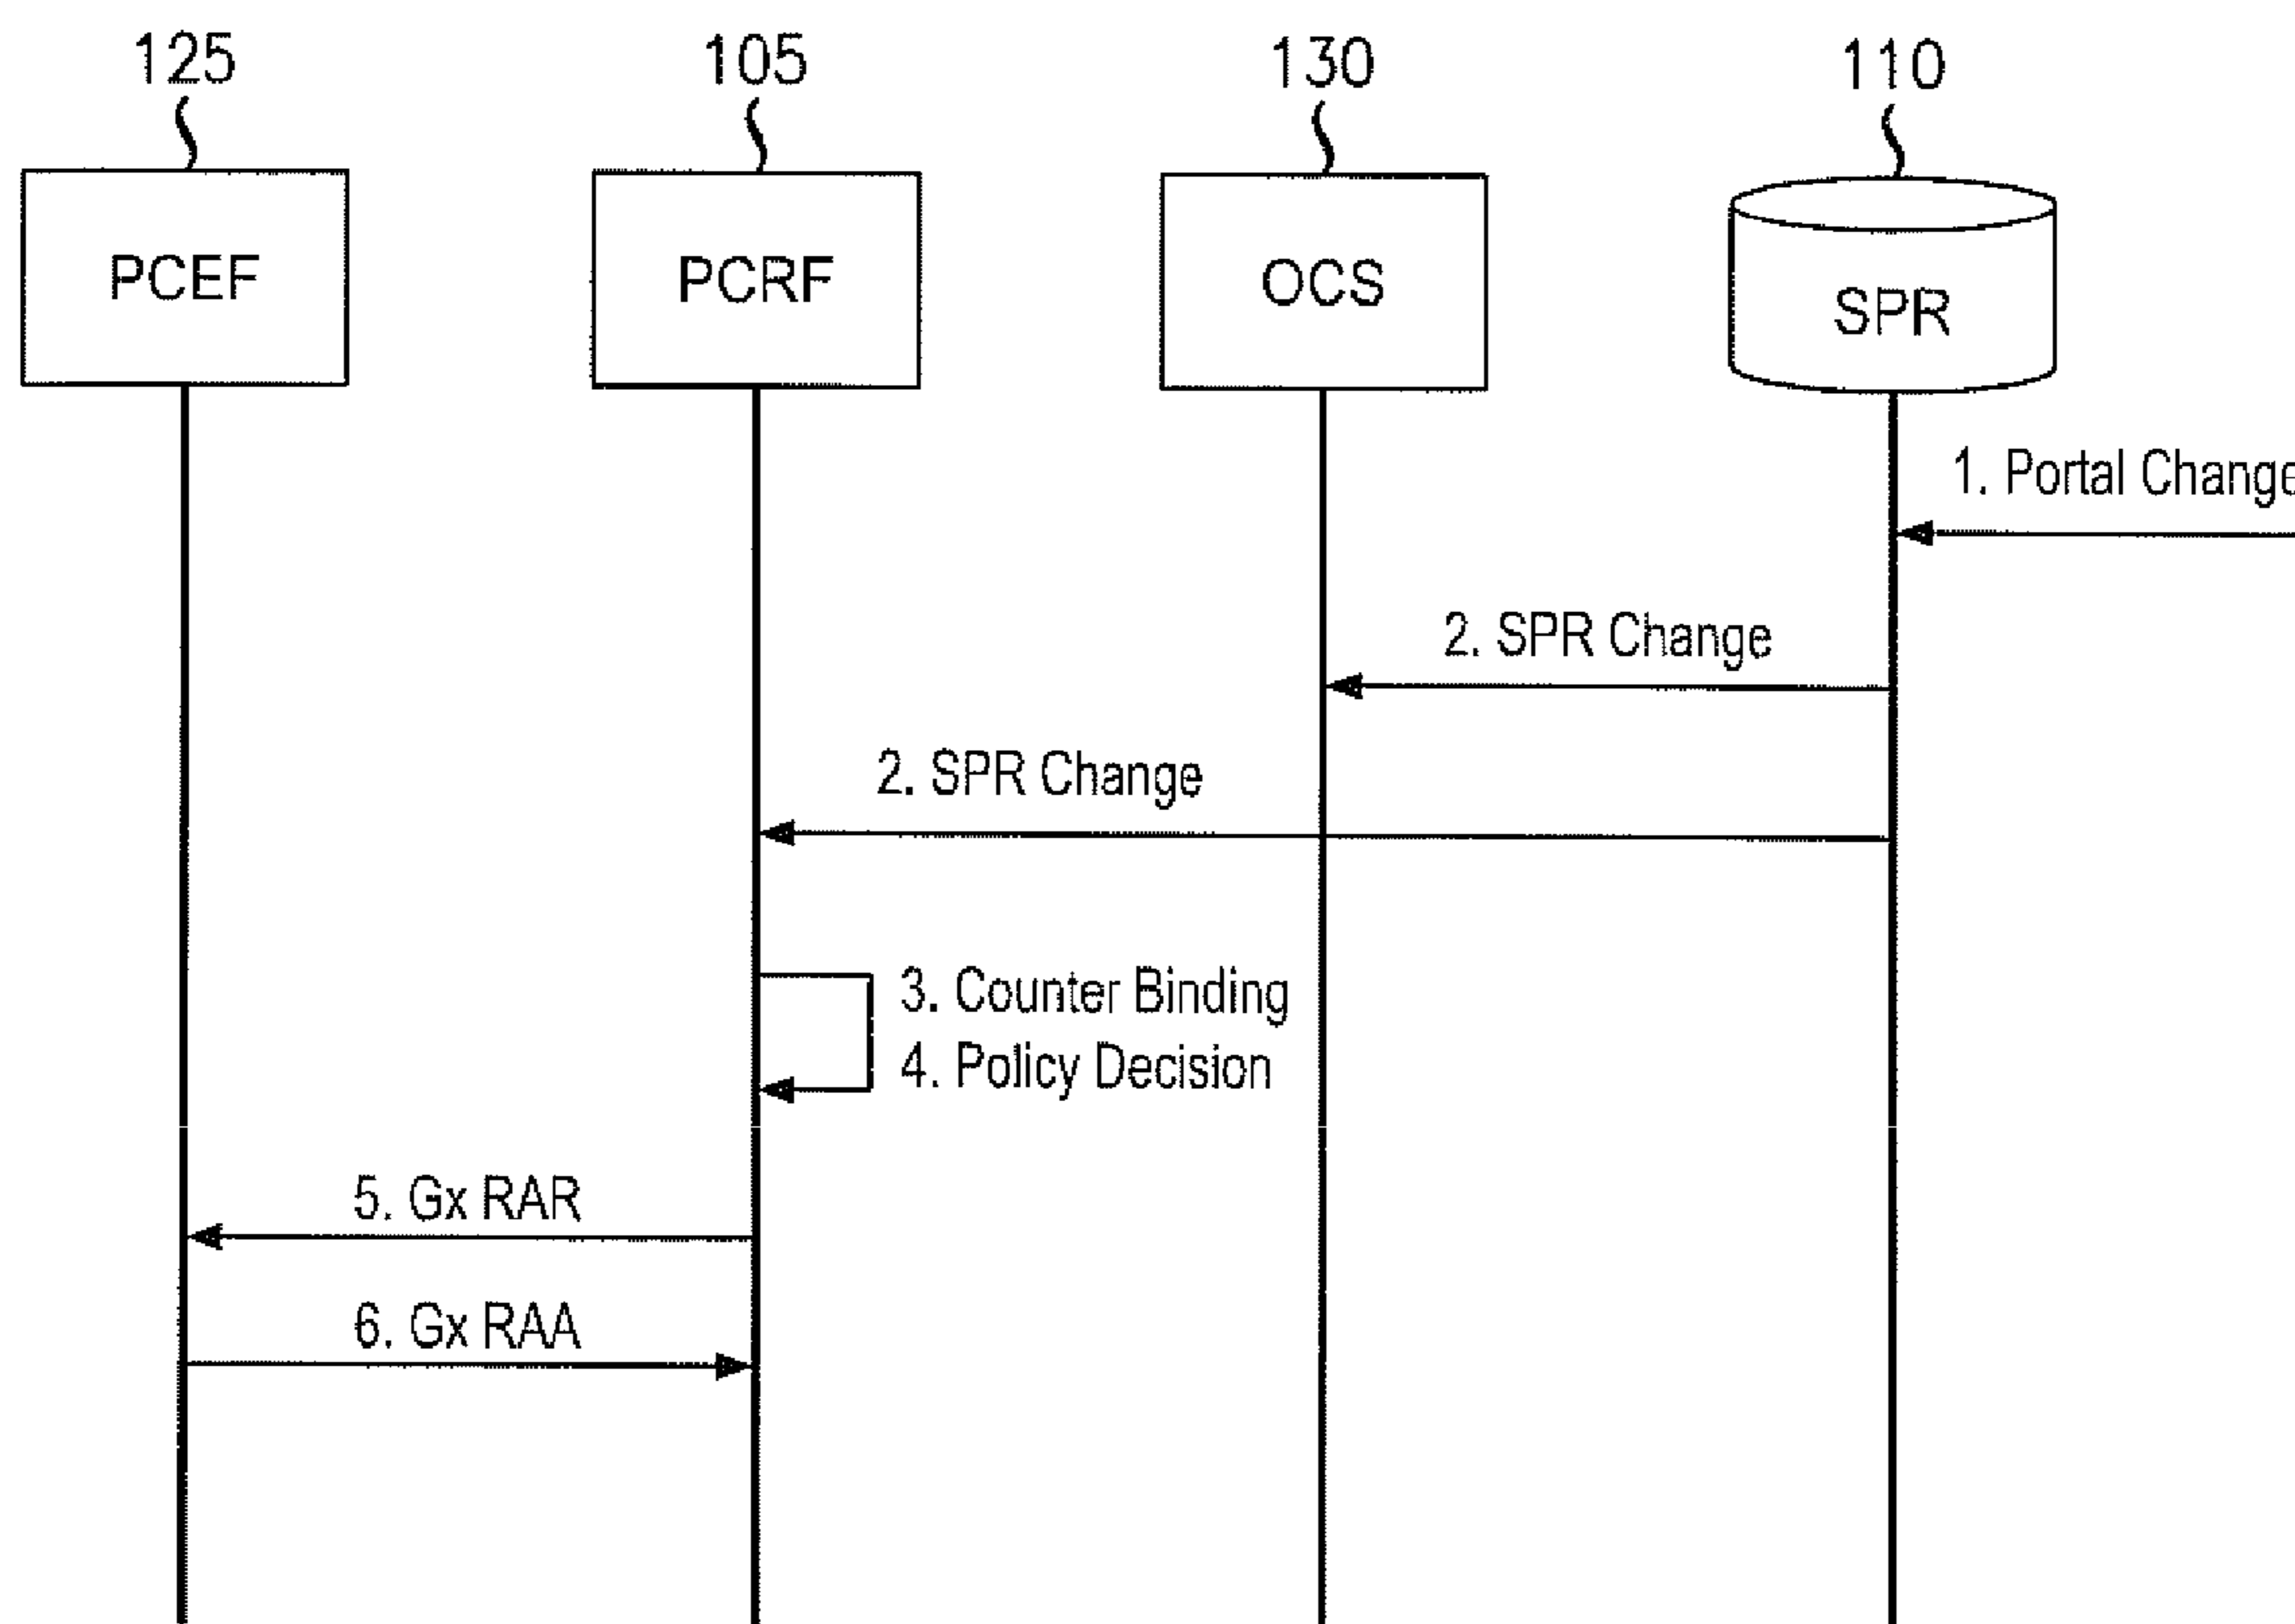 125
105
130
110
PCEF
PCRF
OCS
SPR
1. Portal Change
2. SPR Change
2. SPR Change
3. Counter Binding
4. Policy Decision
5. Gx RAR
6. Gx RAA